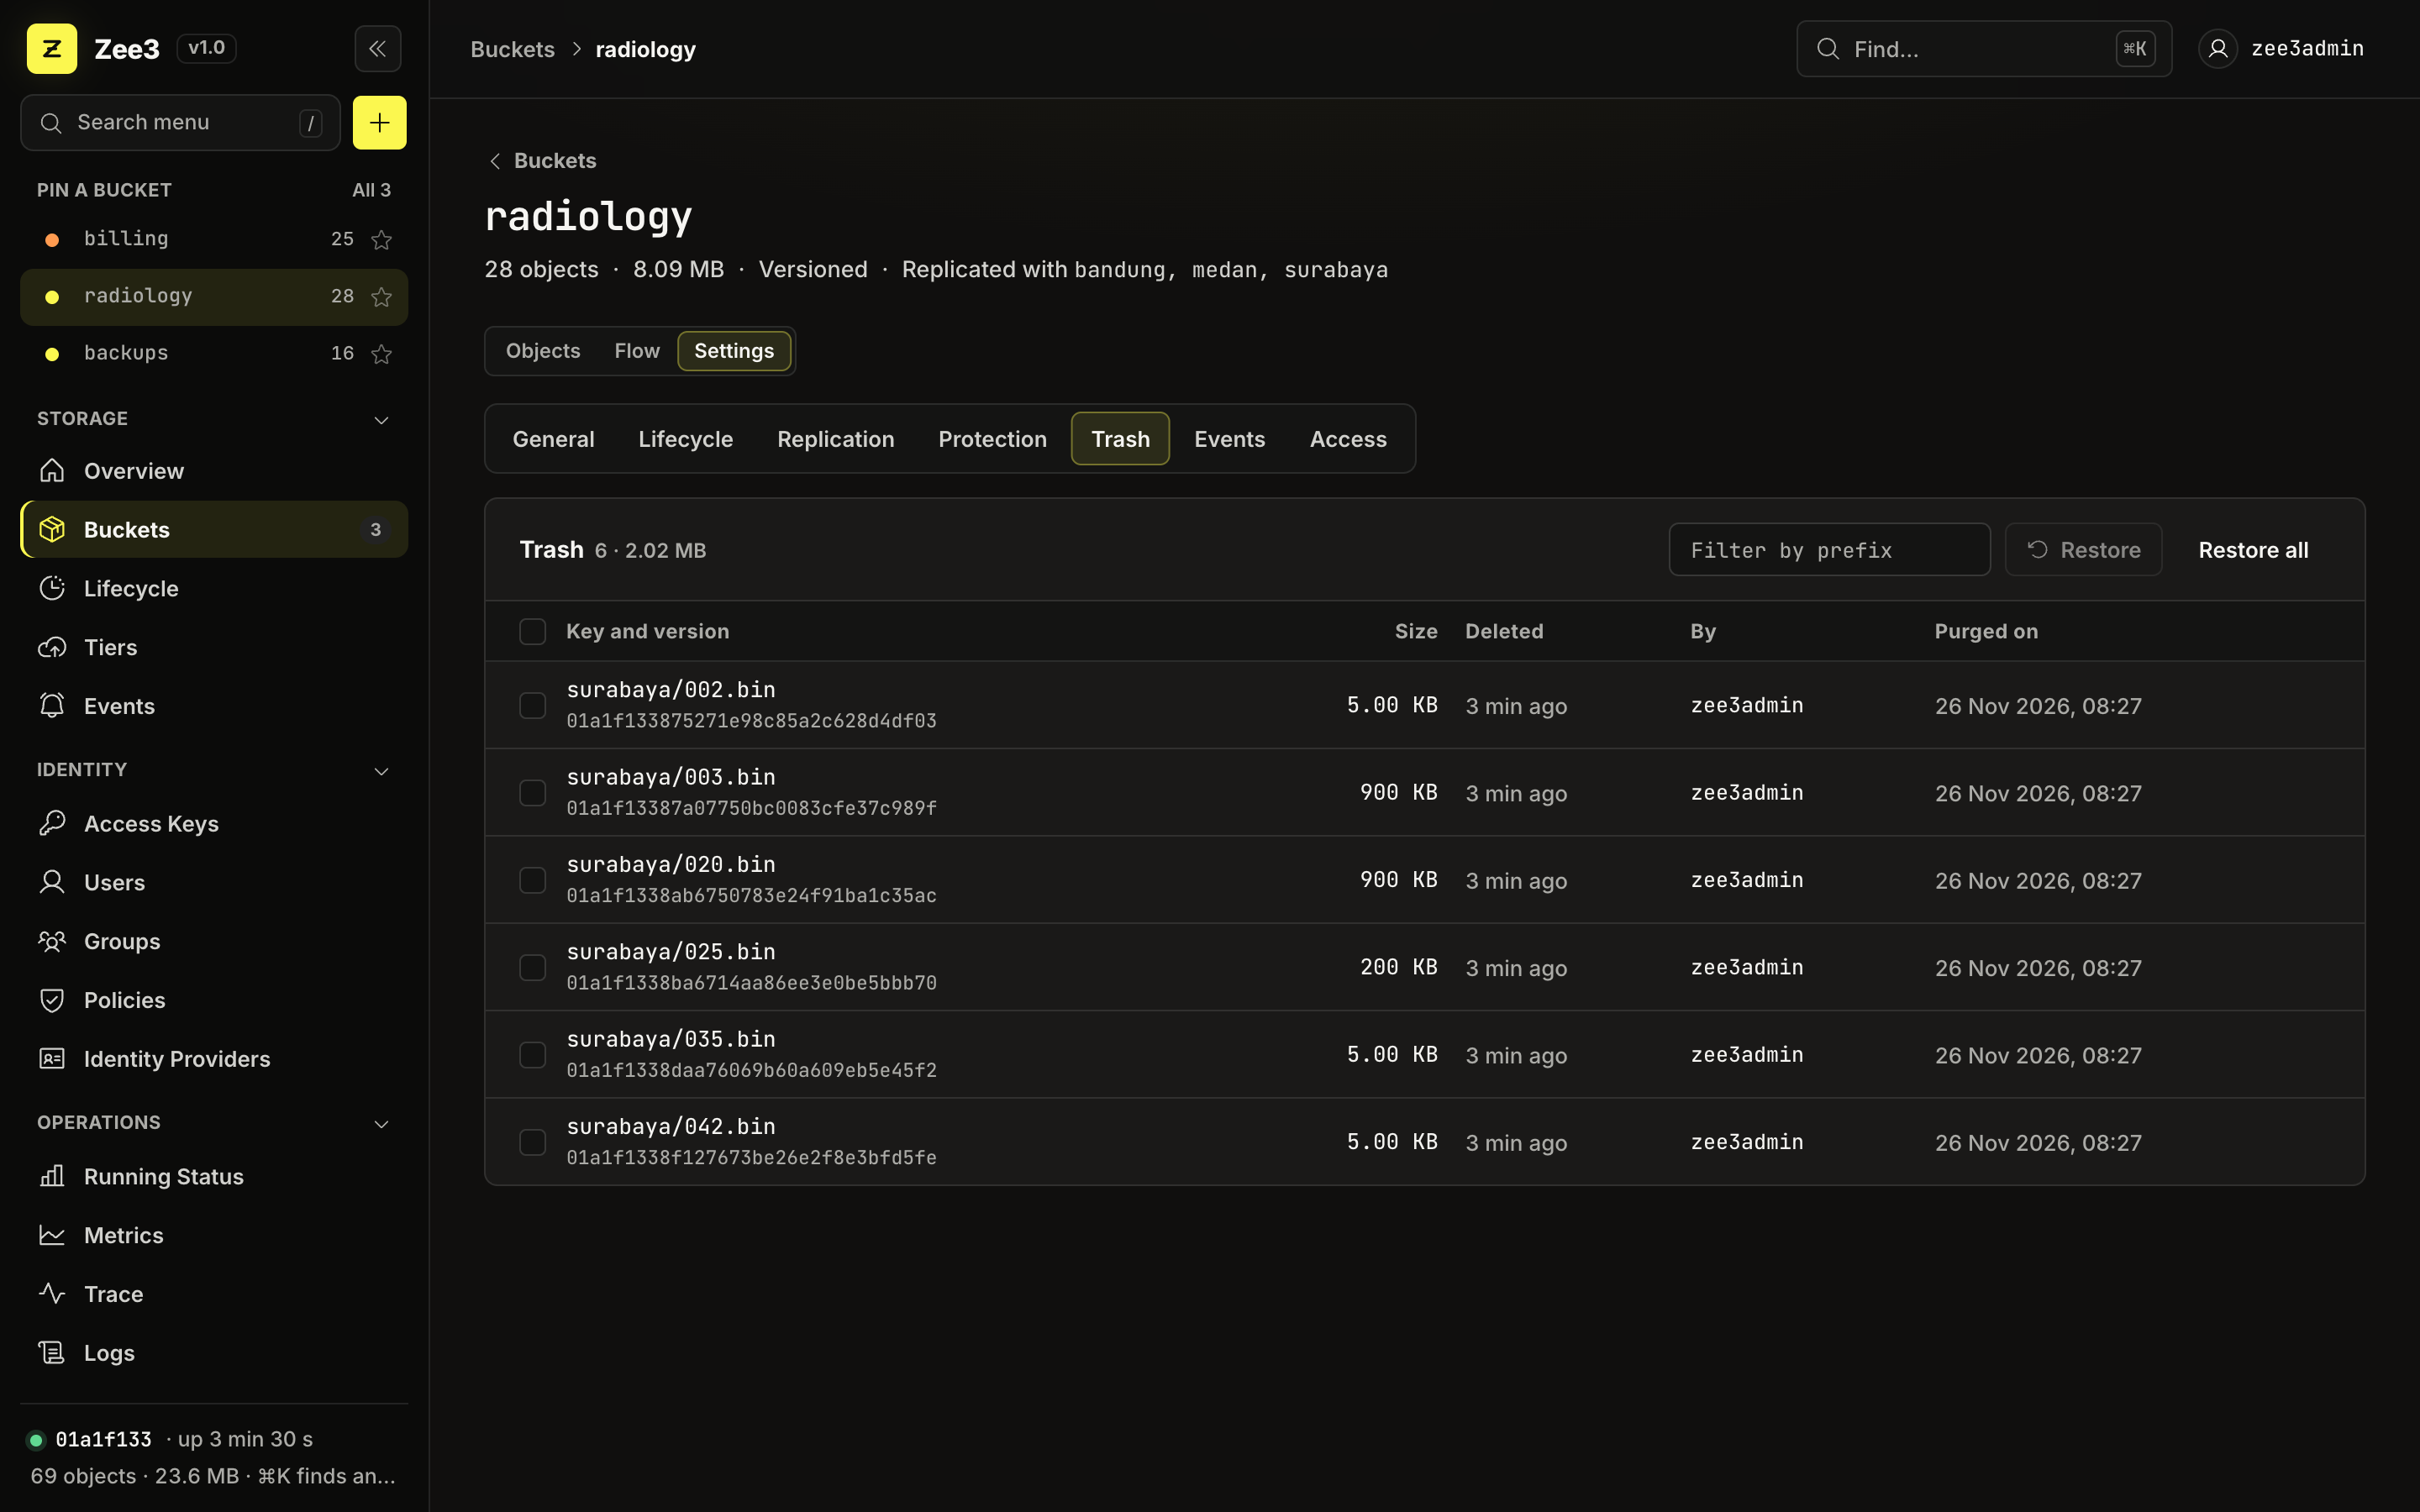 Zee3 v1.0
Search menu /
PIN A BUCKET All 3
billing 25
radiology 28
backups 16
STORAGE
Overview
Buckets 3
Lifecycle
Tiers
Events
IDENTITY
Access Keys
Users
Groups
Policies
Identity Providers
OPERATIONS
Running Status
Metrics
Trace
Logs
01a1f133 · up 3 min 30 s
69 objects · 23.6 MB · ⌘K finds an...
Buckets > radiology
Find... ⌘K
zee3admin
Buckets
radiology
28 objects · 8.09 MB · Versioned · Replicated with bandung, medan, surabaya
Objects Flow Settings
General Lifecycle Replication Protection Trash Events Access
Trash 6 · 2.02 MB
Filter by prefix Restore Restore all
Key and version Size Deleted By Purged on
surabaya/002.bin 5.00 KB 3 min ago zee3admin 26 Nov 2026, 08:27
01a1f133875271e98c85a2c628d4df03
surabaya/003.bin 900 KB 3 min ago zee3admin 26 Nov 2026, 08:27
01a1f13387a07750bc0083cfe37c989f
surabaya/020.bin 900 KB 3 min ago zee3admin 26 Nov 2026, 08:27
01a1f1338ab6750783e24f91ba1c35ac
surabaya/025.bin 200 KB 3 min ago zee3admin 26 Nov 2026, 08:27
01a1f1338ba6714aa86ee3e0be5bbb70
surabaya/035.bin 5.00 KB 3 min ago zee3admin 26 Nov 2026, 08:27
01a1f1338daa76069b60a609eb5e45f2
surabaya/042.bin 5.00 KB 3 min ago zee3admin 26 Nov 2026, 08:27
01a1f1338f127673be26e2f8e3bfd5fe